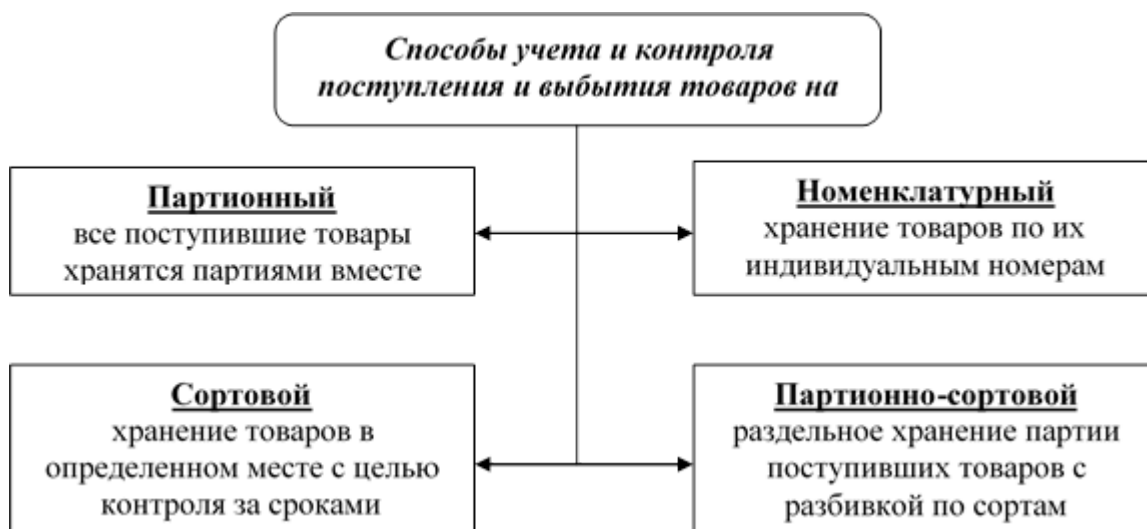 Способы учета и контроля
поступления и выбытия товаров на
Партионный
все поступившие товары
хранятся партиями вместе
Номенклатурный
хранение товаров по их
индивидуальным номерам
Сортовой
хранение товаров в
определенном месте с целью
контроля за сроками
Партионно-сортовой
раздельное хранение партии
поступивших товаров с
разбивкой по сортам